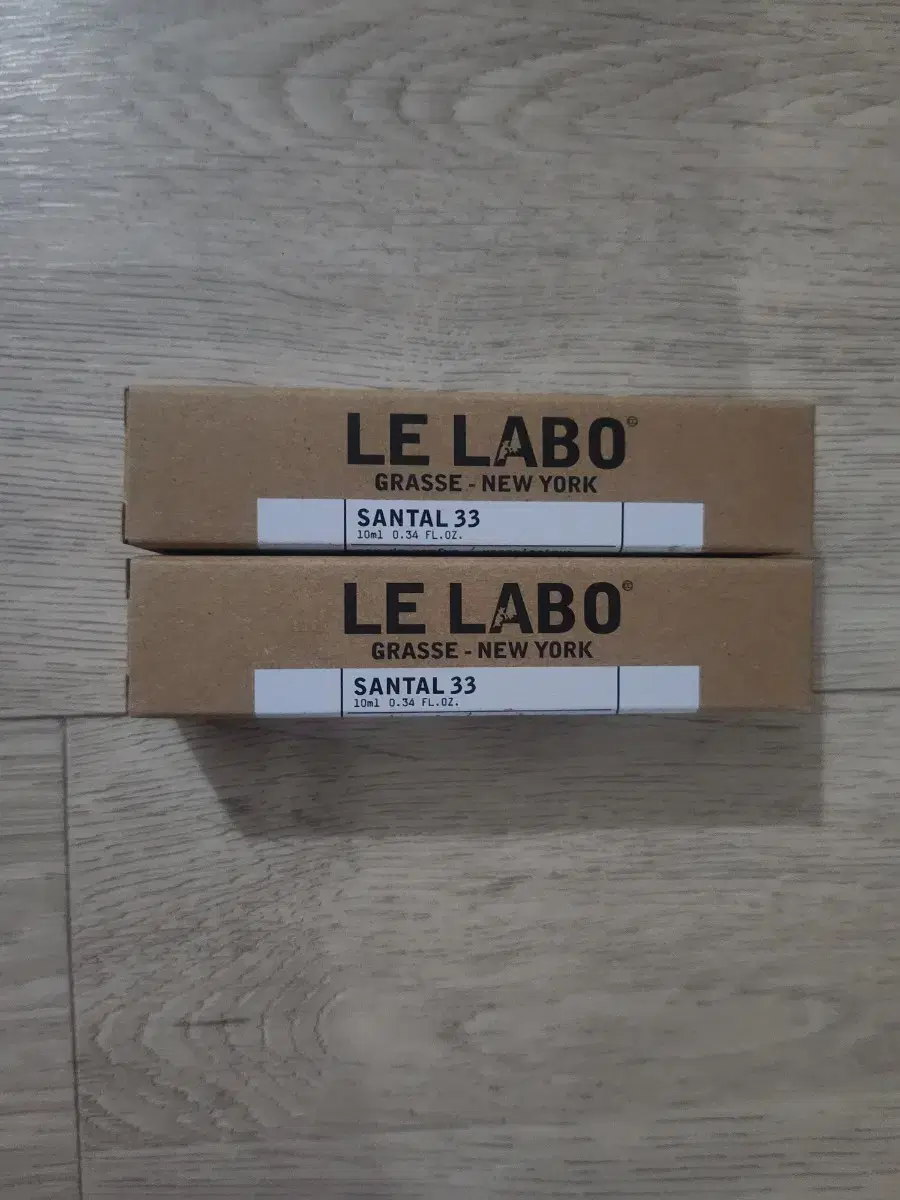 LE LABO
GRASSE - NEW YORK
SANTAL 33
10ml 0.34 FL.OZ.
LE LABO
GRASSE - NEW YORK
SANTAL 33
10ml 0.34 FL.OZ.